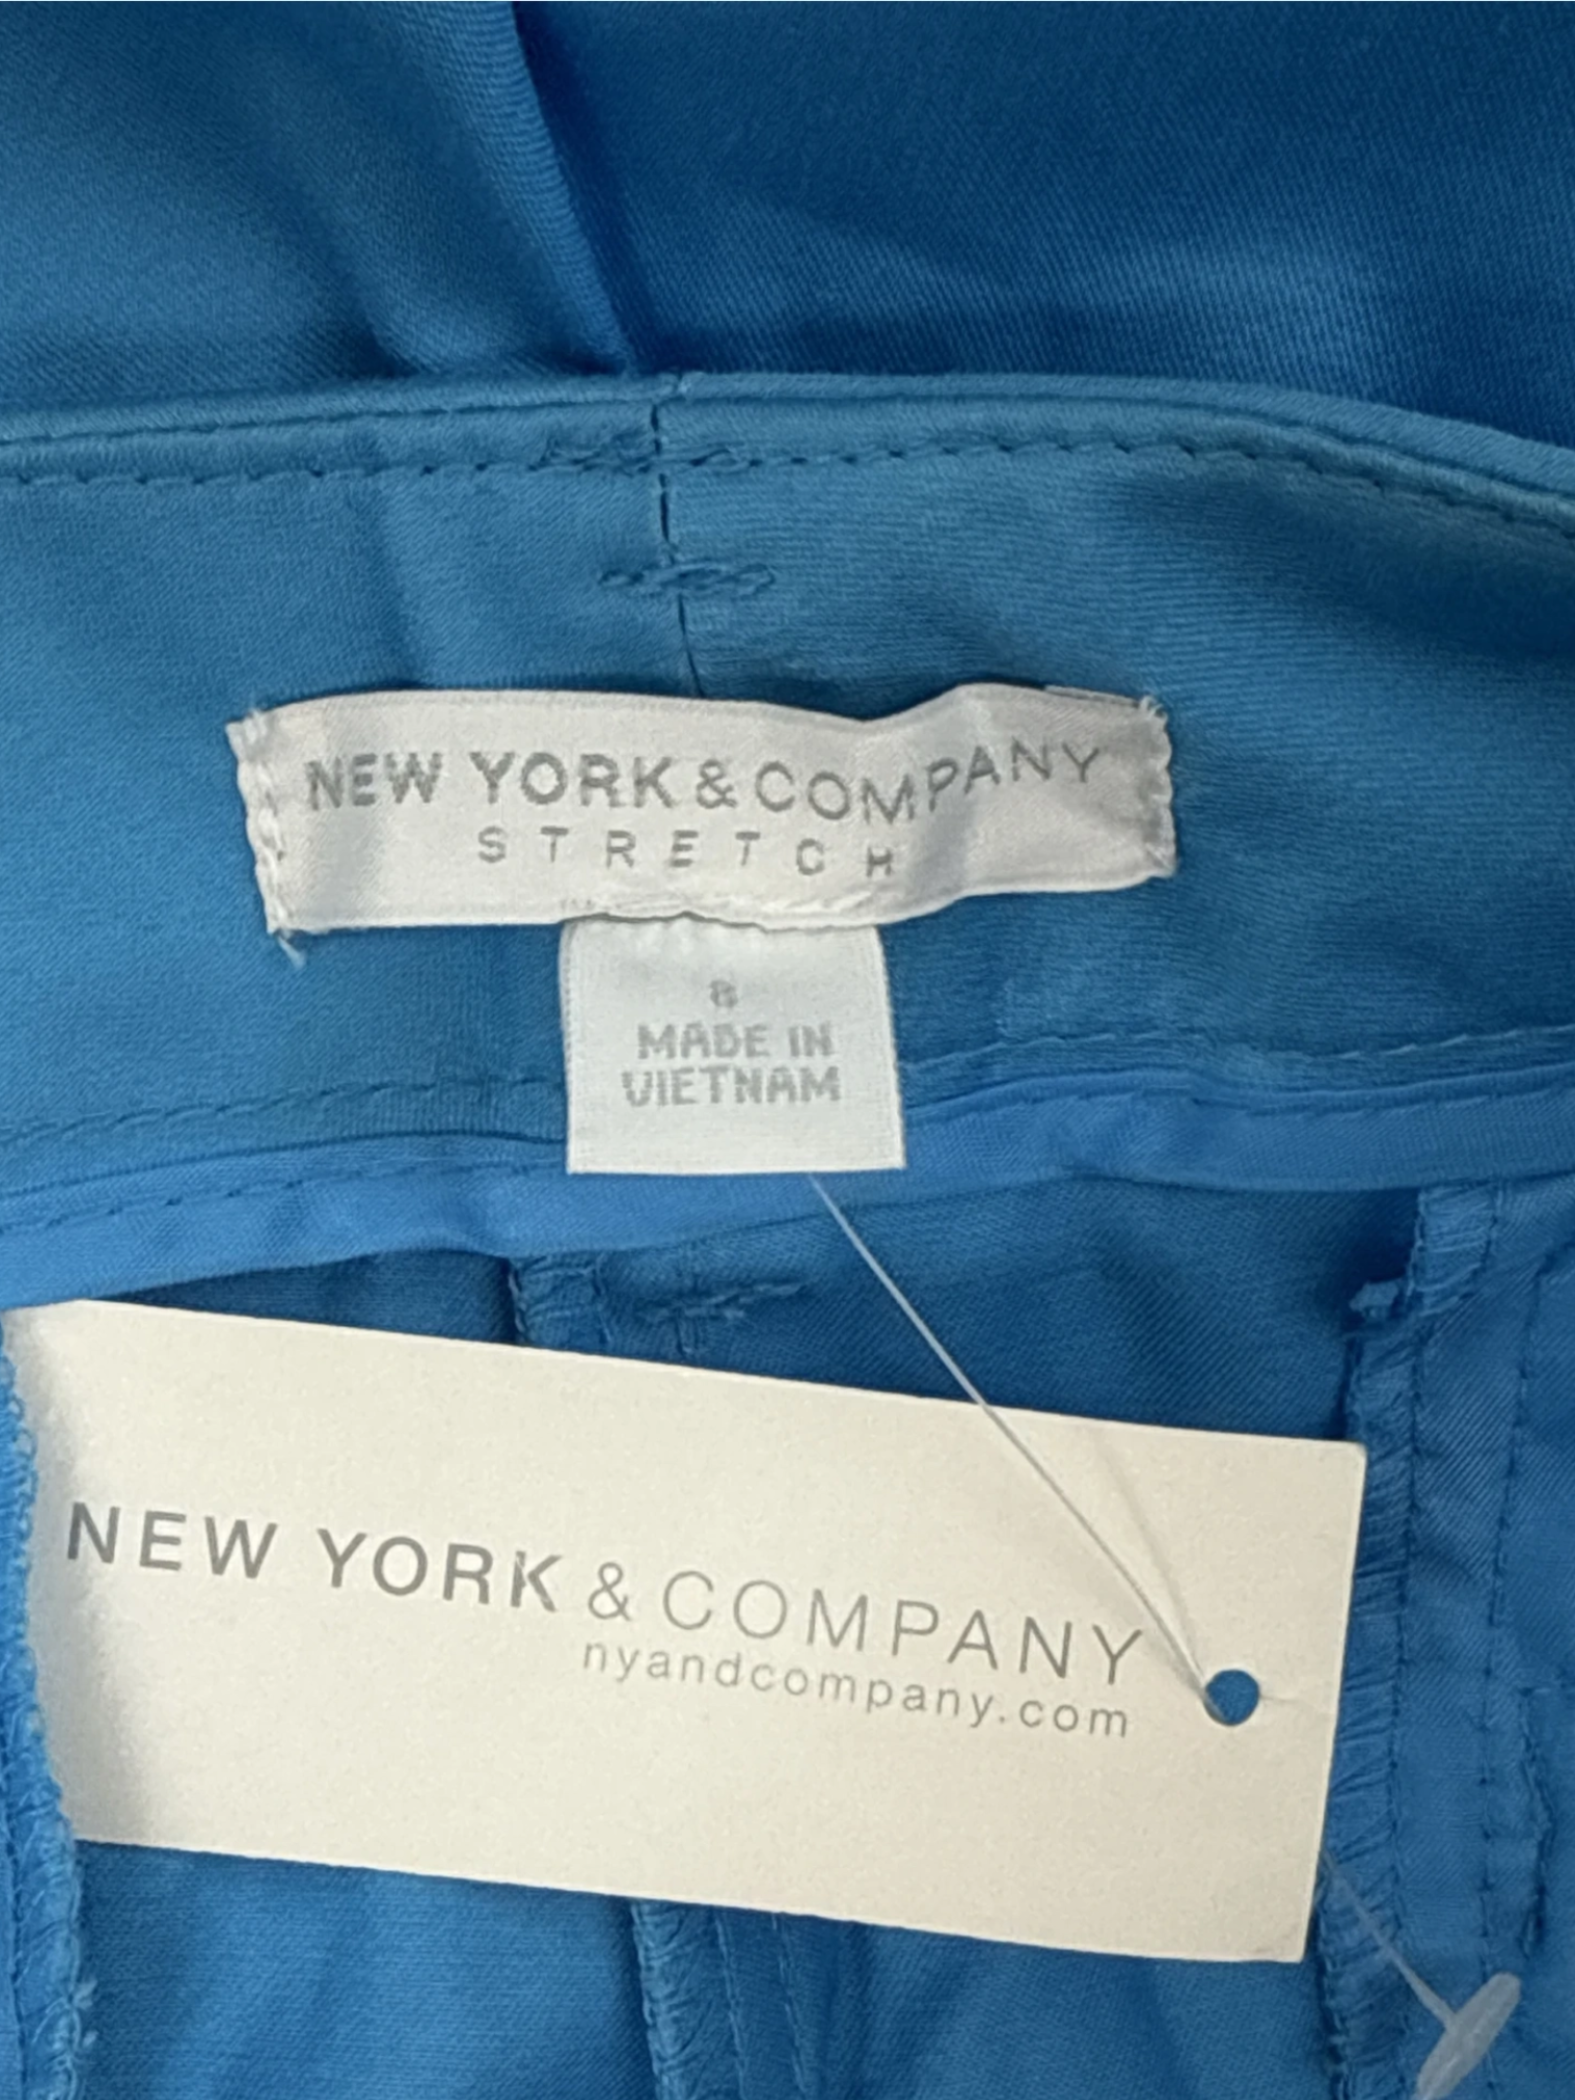 NEW YORK & COMPANY
STRETCH
8
MADE IN
VIETNAM
NEW YORK & COMPANY
nyandcompany.com